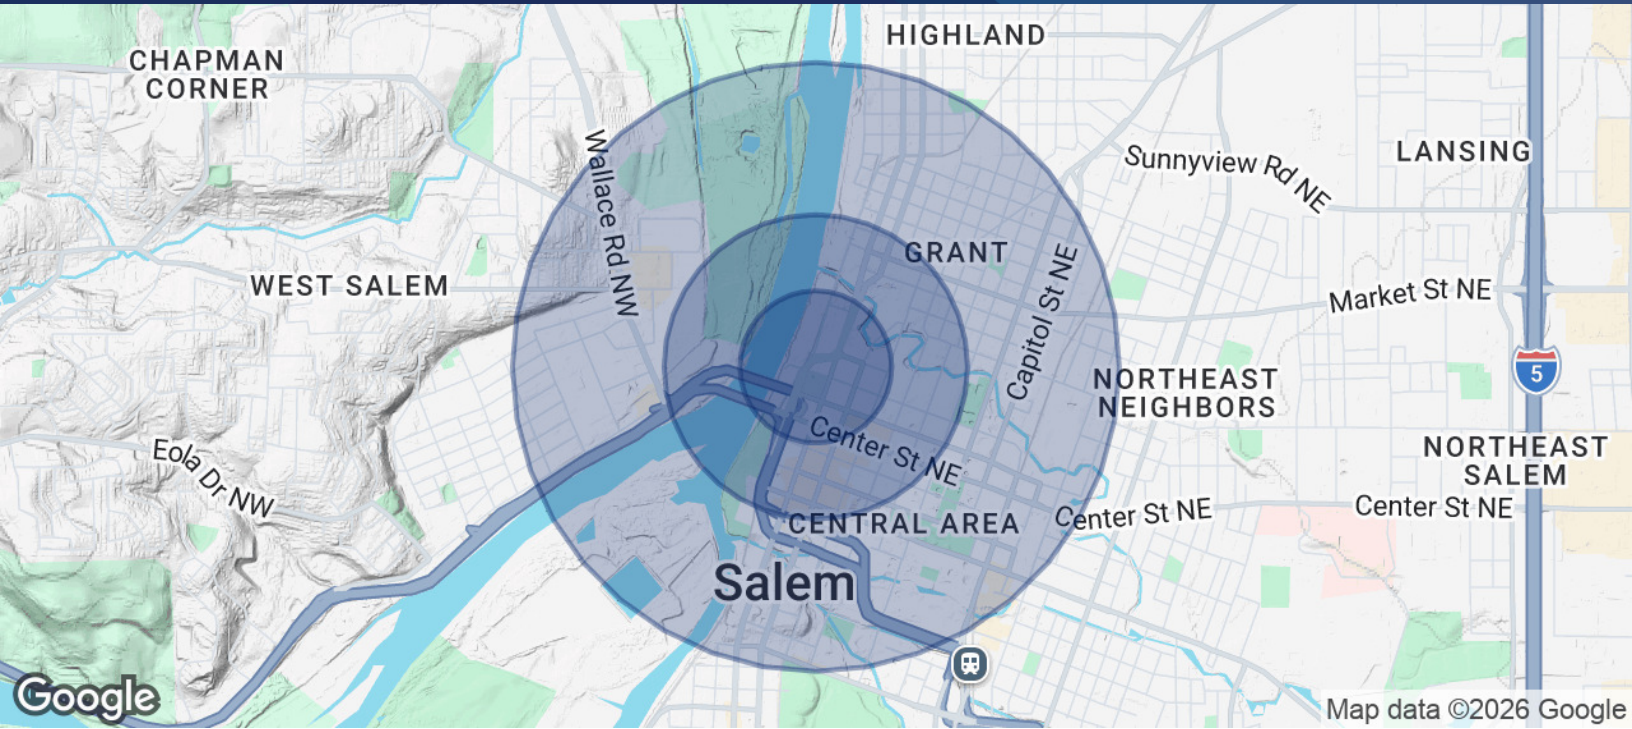 HIGHLAND
CHAPMAN
CORNER
Wallace Rd NW
Sunnyview Rd NE
LANSING
GRANT
WEST SALEM
Capitol St NE
Market St NE
5
NORTHEAST
NEIGHBORS
Center St NE
Eola Dr NW
NORTHEAST
SALEM
CENTRAL AREA
Center St NE
Center St NE
Salem
Google
Map data ©2026 Google